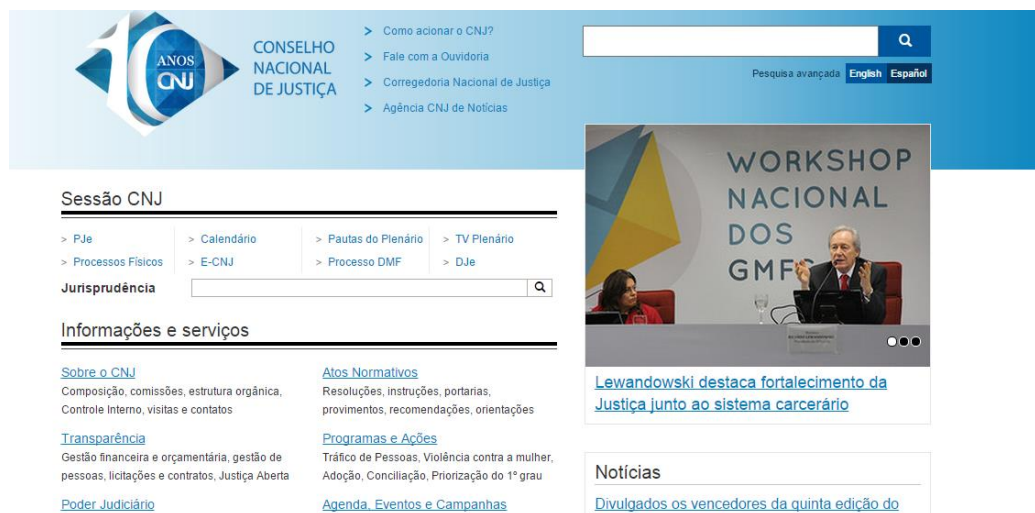 10 ANOS
CNJ
CONSELHO
NACIONAL
DE JUSTIÇA
> Como acionar o CNJ?
> Fale com a Ouvidoria
> Corregedoria Nacional de Justiça
> Agência CNJ de Notícias
Pesquisa avançada English Español
Sessão CNJ
> PJe > Calendário > Pautas do Plenário > TV Plenário
> Processos Físicos > E-CNJ > Processo DMF > DJe
Jurisprudência
Informações e serviços
Sobre o CNJ
Composição, comissões, estrutura orgânica,
Controle Interno, visitas e contatos
Atos Normativos
Resoluções, instruções, portarias,
provimentos, recomendações, orientações
Transparência
Gestão financeira e orçamentária, gestão de
pessoas, licitações e contratos, Justiça Aberta
Programas e Ações
Tráfico de Pessoas, Violência contra a mulher,
Adoção, Conciliação, Priorização do 1º grau
Poder Judiciário
Agenda, Eventos e Campanhas
WORKSHOP
NACIONAL
DOS
GMFS
Lewandowski destaca fortalecimento da
Justiça junto ao sistema carcerário
Notícias
Divulgados os vencedores da quinta edição do